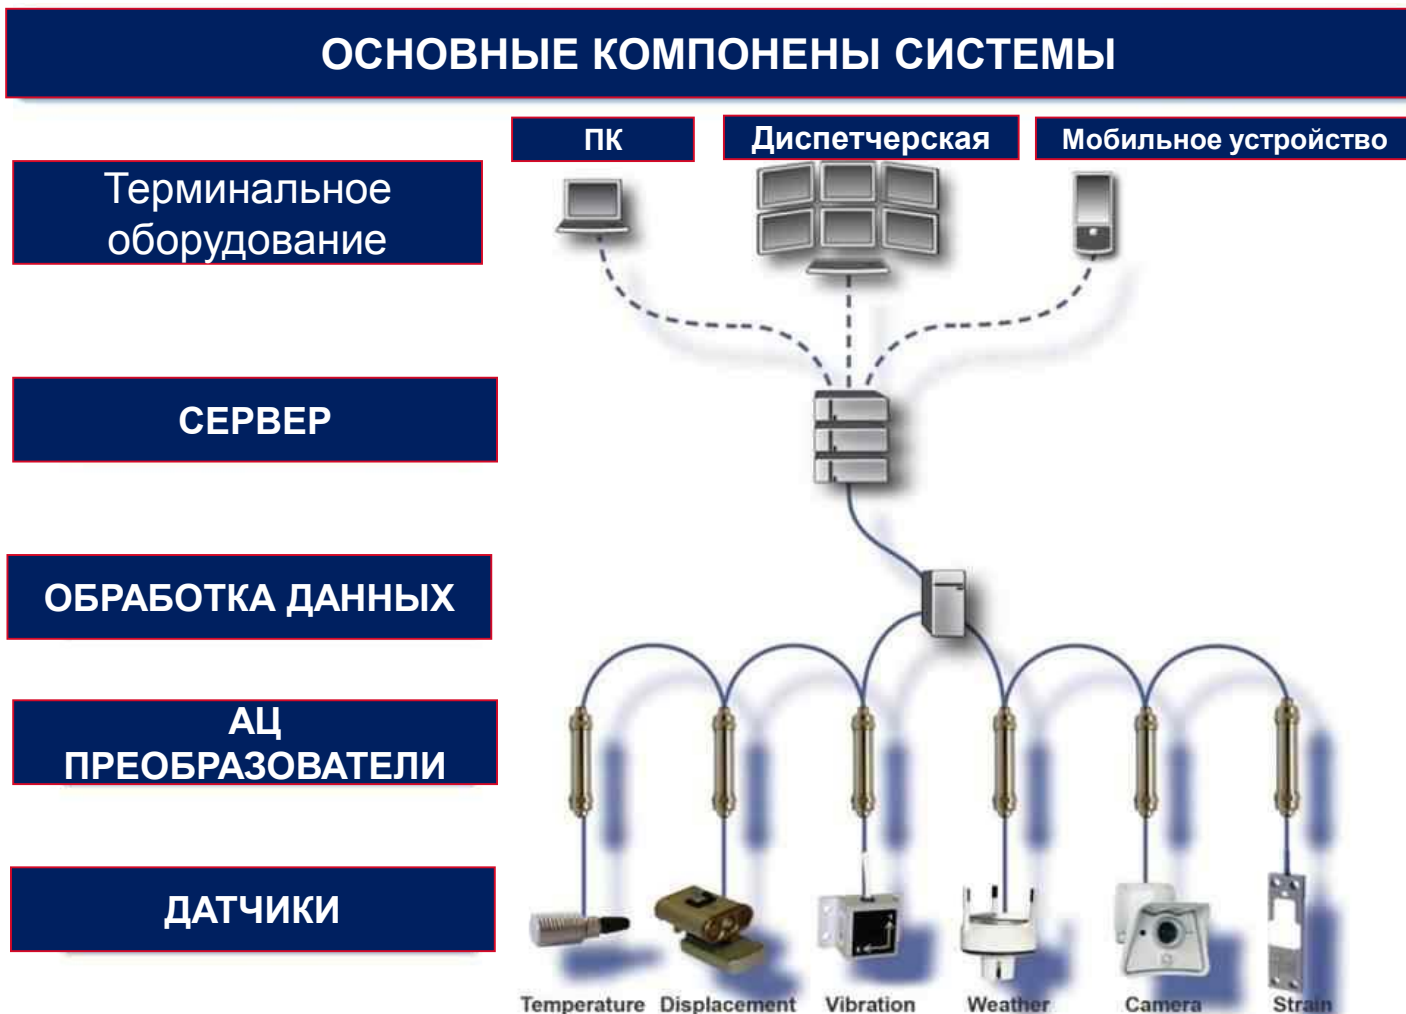 ОСНОВНЫЕ КОМПОНЕНЫ СИСТЕМЫ
ПК
Диспетчерская
Мобильное устройство
Терминальное
оборудование
СЕРВЕР
ОБРАБОТКА ДАННЫХ
АЦ
ПРЕОБРАЗОВАТЕЛИ
ДАТЧИКИ
Temperature
Displacement
Vibration
Weather
Camera
Strain